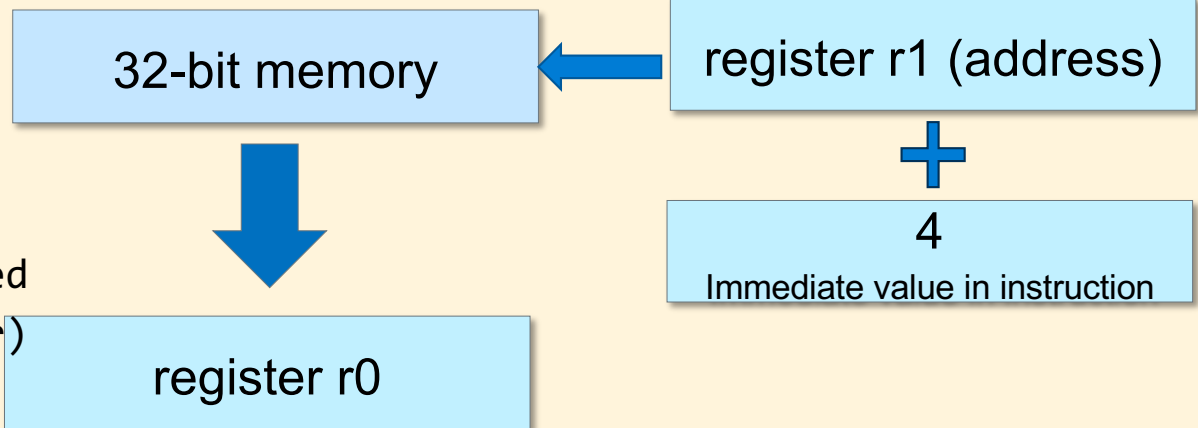 32-bit memory
register r1 (address)
4
Immediate value in instruction
register r0